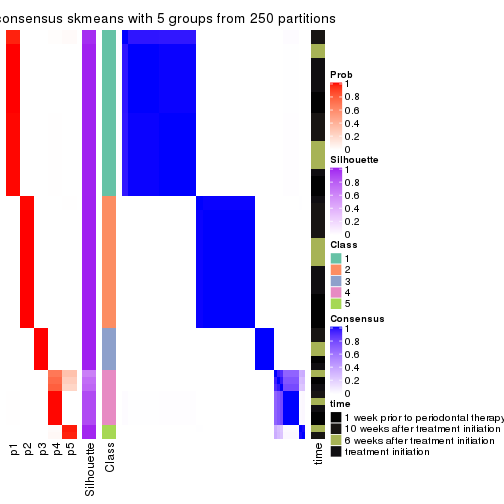 consensus skmeans with 5 groups from 250 partitions
Prob
1
0.8
0.6
0.4
0.2
0
Silhouette
1
0.8
0.6
0.4
0.2
0
Class
1
2
3
4
5
Consensus
1
0.8
0.6
0.4
0.2
0
time
1 week prior to periodontal therapy
10 weeks after treatment initiation
6 weeks after treatment initiation
treatment initiation
p1
p2
p3
p4
p5
Silhouette
Class
time